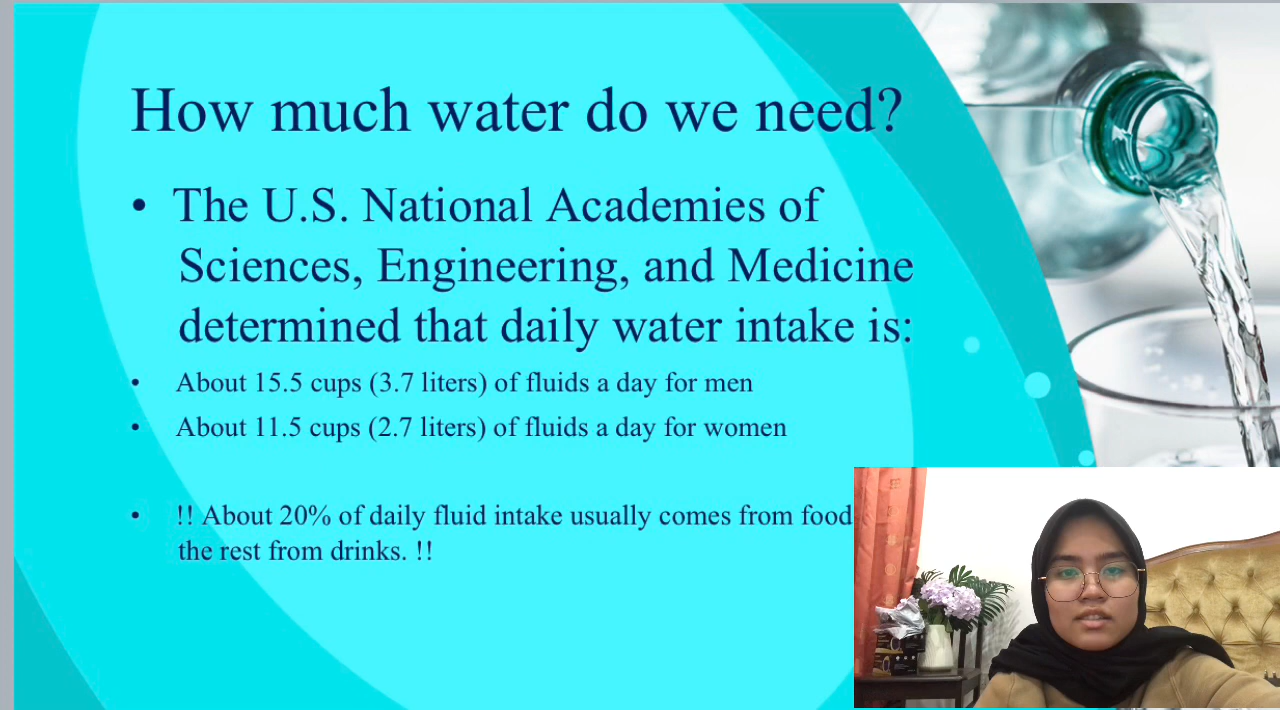 How much water do we need?
• The U.S. National Academies of
Sciences, Engineering, and Medicine
determined that daily water intake is:
• About 15.5 cups (3.7 liters) of fluids a day for men
• About 11.5 cups (2.7 liters) of fluids a day for women
• !! About 20% of daily fluid intake usually comes from food
the rest from drinks. !!